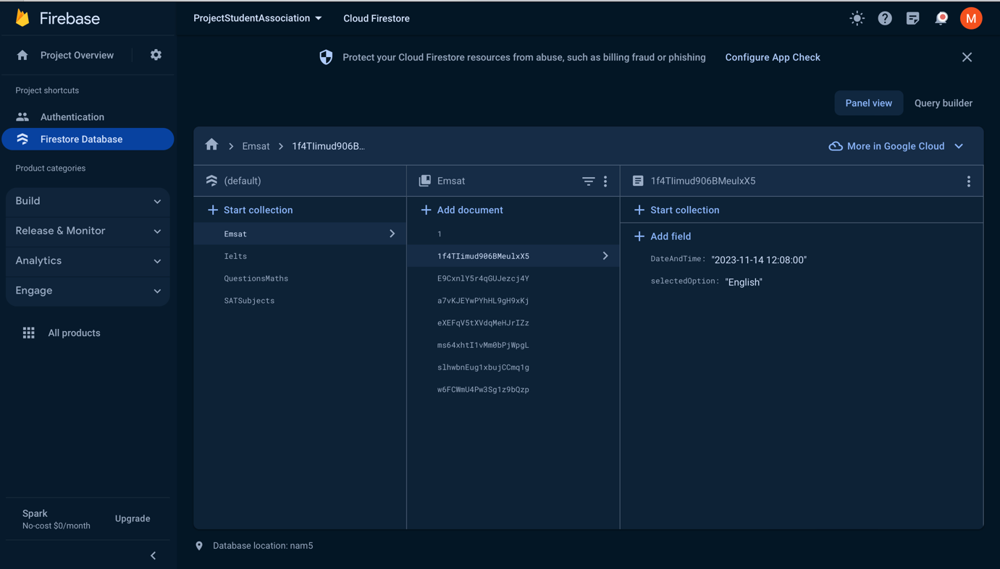 Firebase
ProjectStudentAssociation
Cloud Firestore
M
Project Overview
Protect your Cloud Firestore resources from abuse, such as billing fraud or phishing
Configure App Check
Project shortcuts
Authentication
Firestore Database
Product categories
Build
Release & Monitor
Analytics
Engage
All products
Spark
No-cost $0/month
Upgrade
Panel view
Query builder
Emsat
1f4TIimud906B...
More in Google Cloud
(default)
Start collection
Emsat
Ielts
QuestionsMaths
SATSubjects
Emsat
Add document
1
1f4TIimud906BMeulxX5
E9CxnlY5r4qGUJezcj4Y
a7vKJEYwPYhHL9gH9xKj
eXEFqV5tXVdqMeHJrIZz
ms64xhtI1vMm0bPjWpgL
slhwbnEug1xbujCCmq1g
w6FCWmU4Pw3Sg1z9bQzp
1f4TIimud906BMeulxX5
Start collection
Add field
DateAndTime: "2023-11-14 12:08:00"
selectedOption: "English"
Database location: nam5